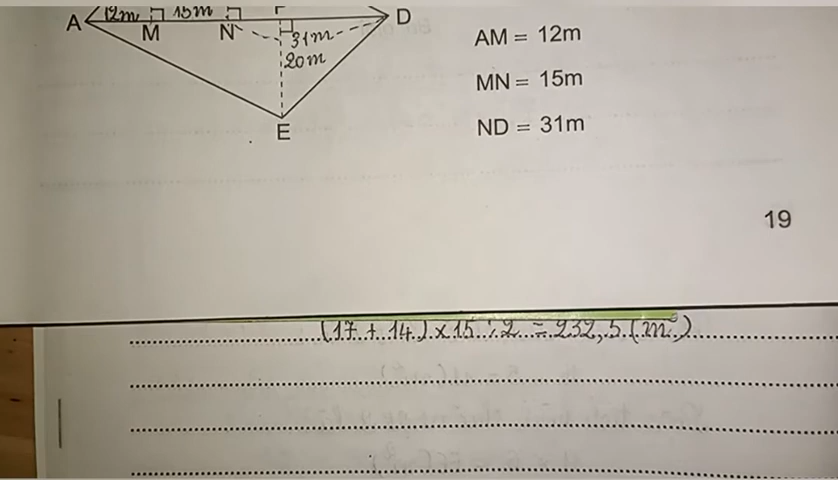 12m 15m
A M N D
31m
20m
E
AM = 12m
MN = 15m
ND = 31m
19
(17 + 14) × 15 : 2 = 232,5 (m )